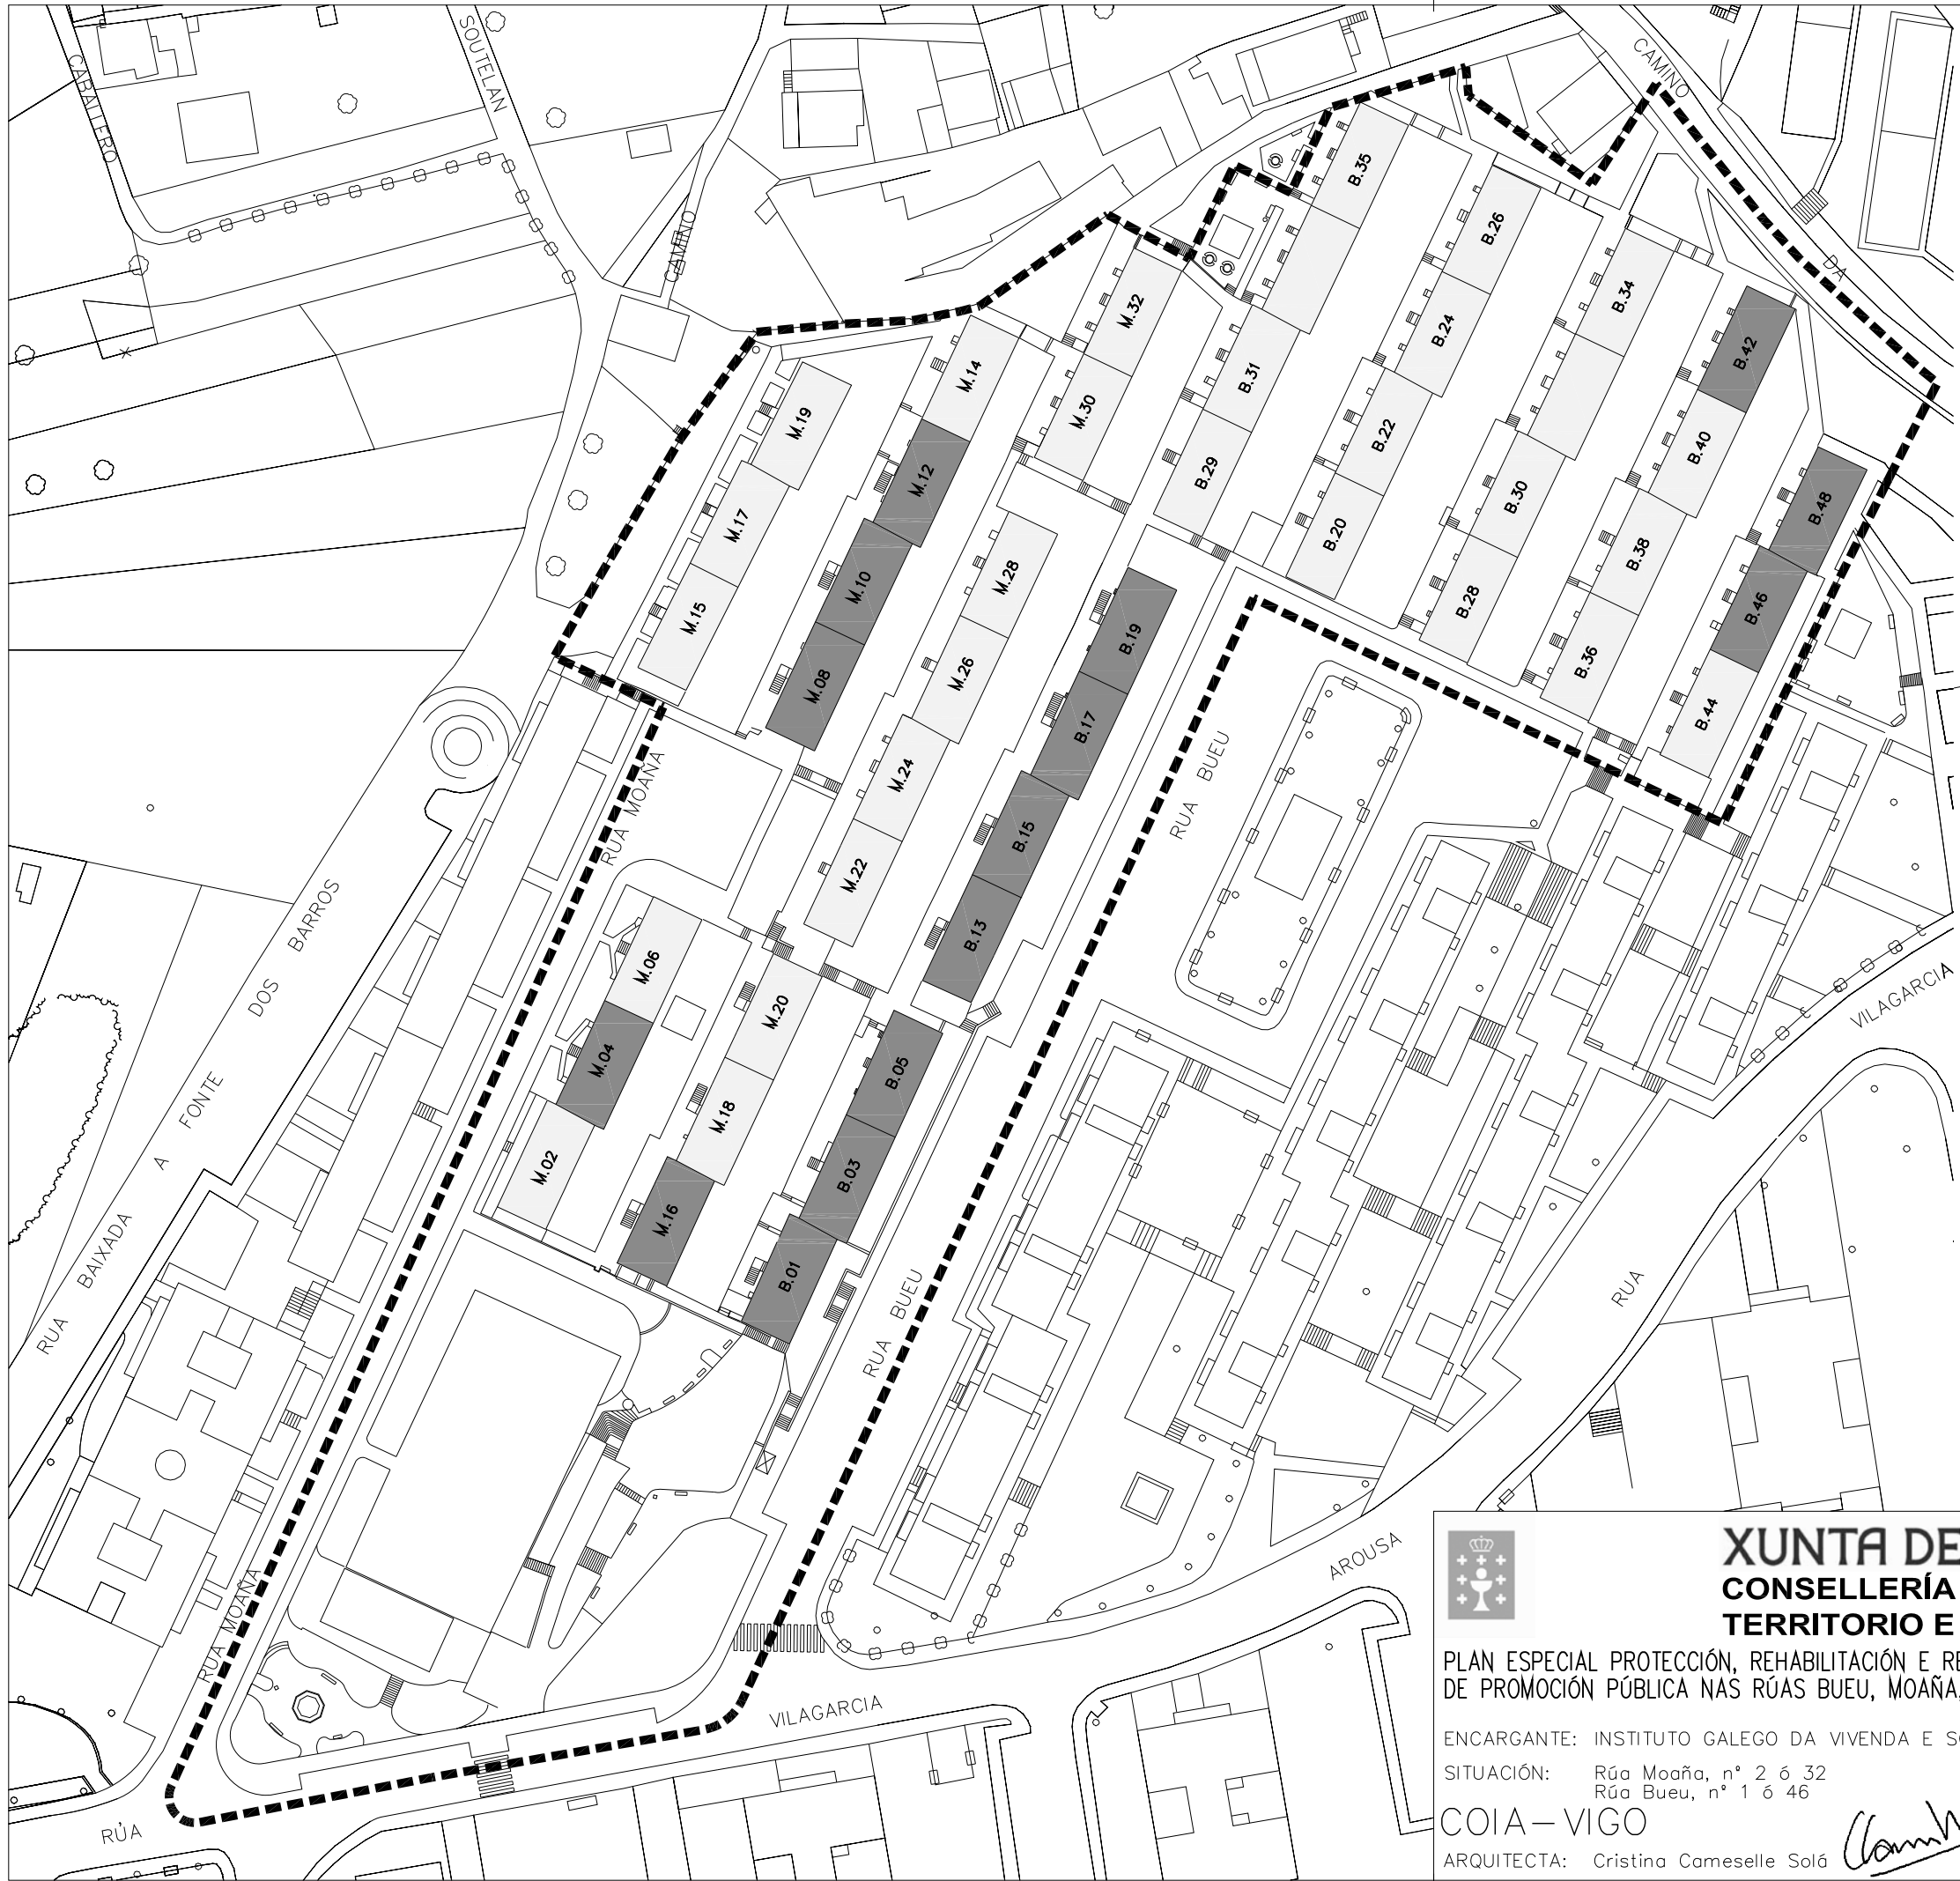 CABALEIRO
SOUTELAN
CAMINO
CAMINO
DA
B.35
B.26
B.34
B.42
M.32
M.14
M.19
M.30
B.31
B.24
B.22
B.40
B.48
M.12
M.17
B.29
B.20
B.30
B.38
M.10
M.28
M.15
B.19
B.28
B.46
M.08
M.26
B.17
B.36
B.44
RUA BUEU
RUA MOAÑA
M.24
B.15
M.22
B.13
M.06
M.20
M.04
B.05
M.18
B.03
M.02
M.16
B.01
RUA BAIXADA A FONTE DOS BARROS
VILAGARCIA
RUA
RUA BUEU
AROUSA
RUA MOAÑA
VILAGARCIA
RÚA
XUNTA DE
CONSELLERÍA
TERRITORIO E
PLAN ESPECIAL PROTECCIÓN, REHABILITACIÓN E RE
DE PROMOCIÓN PÚBLICA NAS RÚAS BUEU, MOAÑA,
ENCARGANTE: INSTITUTO GALEGO DA VIVENDA E SO
SITUACIÓN: Rúa Moaña, nº 2 ó 32
Rúa Bueu, nº 1 ó 46
COIA-VIGO
ARQUITECTA: Cristina Cameselle Solá